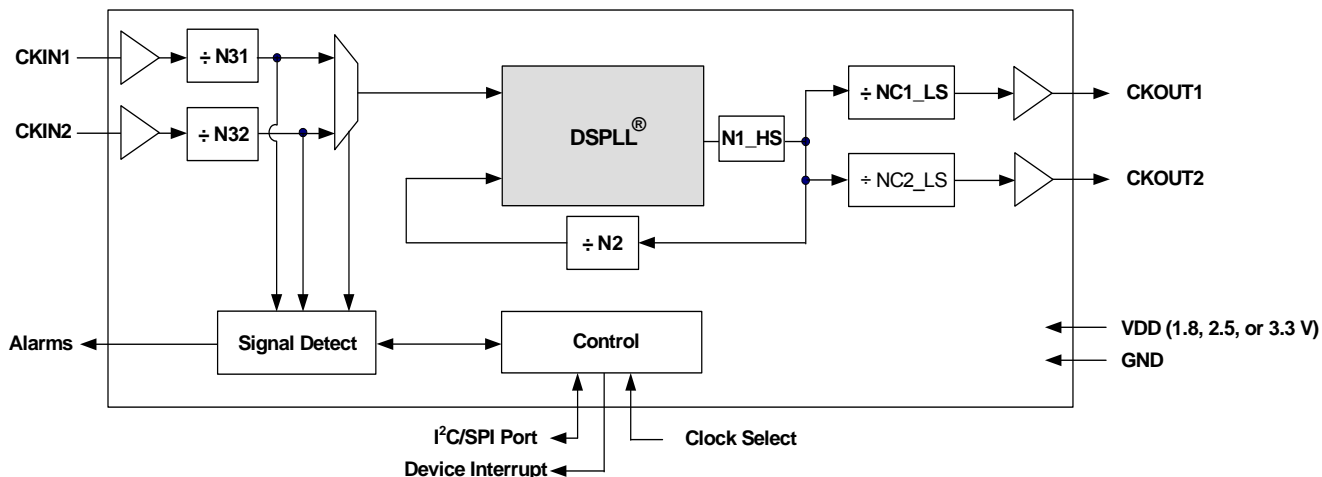 CKIN1
÷ N31
CKIN2
÷ N32
DSPLL®
N1_HS
÷ NC1_LS
CKOUT1
÷ NC2_LS
CKOUT2
÷ N2
Alarms
Signal Detect
Control
VDD (1.8, 2.5, or 3.3 V)
GND
I²C/SPI Port
Clock Select
Device Interrupt